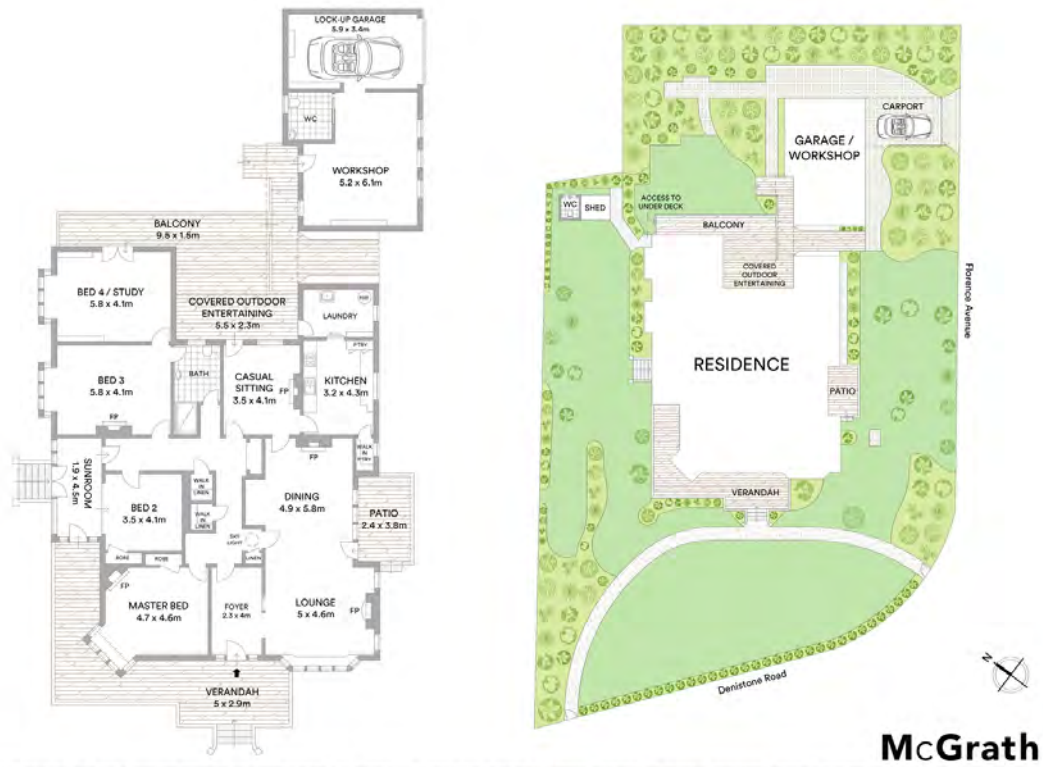 LOCK-UP GARAGE
5.9 x 3.4m
WC
WORKSHOP
5.2 x 6.1m
BALCONY
9.8 x 1.5m
BED 4 / STUDY
5.8 x 4.1m
COVERED OUTDOOR
ENTERTAINING
5.5 x 2.3m
LAUNDRY
PTRY
BED 3
5.8 x 4.1m
FP
BATH
CASUAL
SITTING
3.5 x 4.1m
FP
KITCHEN
3.2 x 4.3m
WALK
IN
PTRY
SUNROOM
1.9 x 4.5m
BED 2
3.5 x 4.1m
WALK
IN
LINEN
WALK
IN
LINEN
FP
DINING
4.9 x 5.8m
PATIO
2.4 x 3.8m
SKY
LIGHT
LINEN
ROBE
ROBE
FP
MASTER BED
4.7 x 4.6m
FOYER
2.3 x 4m
LOUNGE
5 x 4.6m
FP
VERANDAH
5 x 2.9m
CARPORT
GARAGE /
WORKSHOP
WC
SHED
ACCESS TO
UNDER DECK
BALCONY
COVERED
OUTDOOR
ENTERTAINING
RESIDENCE
PATIO
VERANDAH
Florence Avenue
Denistone Road
N
McGrath